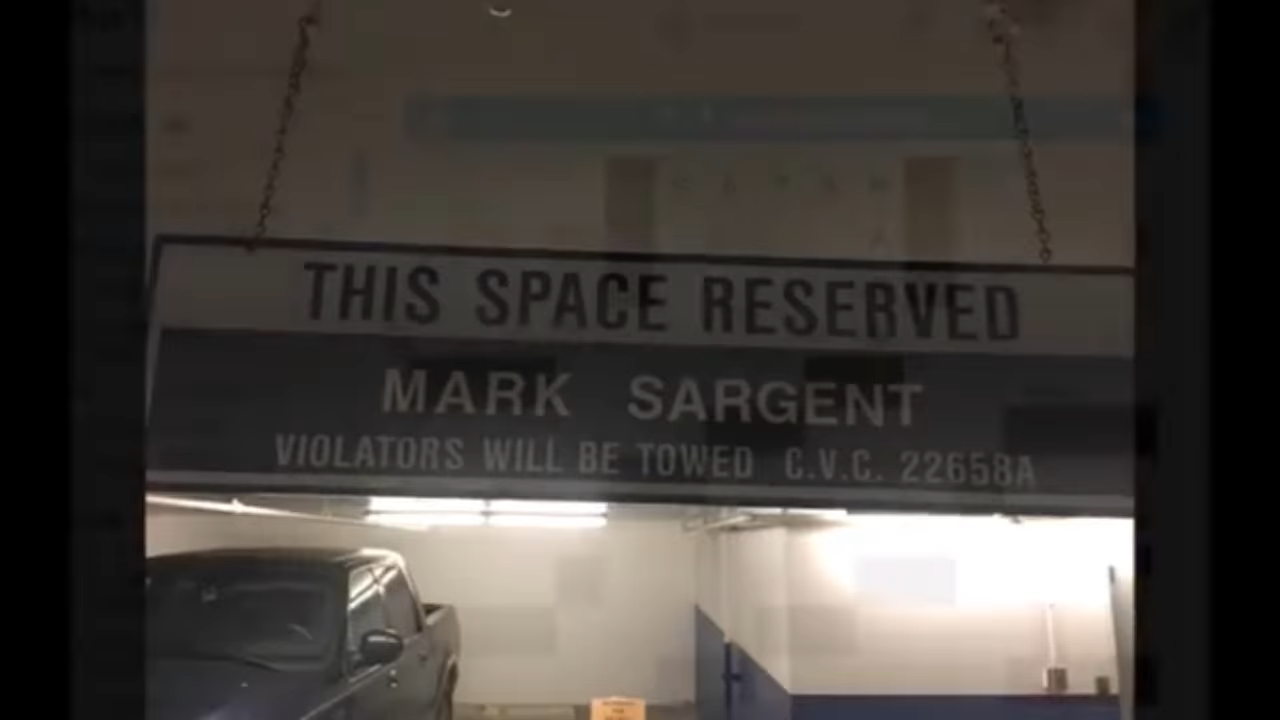 THIS SPACE RESERVED
MARK SARGENT
VIOLATORS WILL BE TOWED C.V.C. 22658A